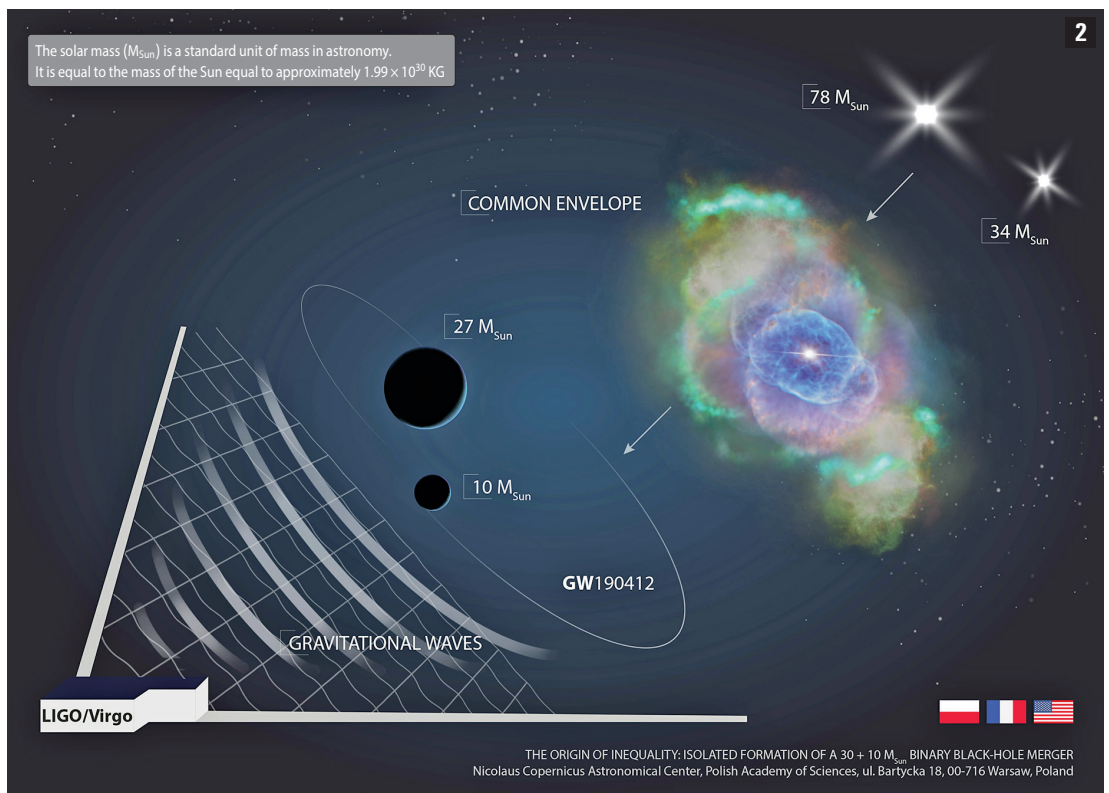 2
The solar mass (MSun) is a standard unit of mass in astronomy.
It is equal to the mass of the Sun equal to approximately 1.99 × 10³⁰ KG
78 MSun
34 MSun
COMMON ENVELOPE
27 MSun
10 MSun
GW190412
GRAVITATIONAL WAVES
LIGO/Virgo
THE ORIGIN OF INEQUALITY: ISOLATED FORMATION OF A 30 + 10 MSun BINARY BLACK-HOLE MERGER
Nicolaus Copernicus Astronomical Center, Polish Academy of Sciences, ul. Bartycka 18, 00-716 Warsaw, Poland